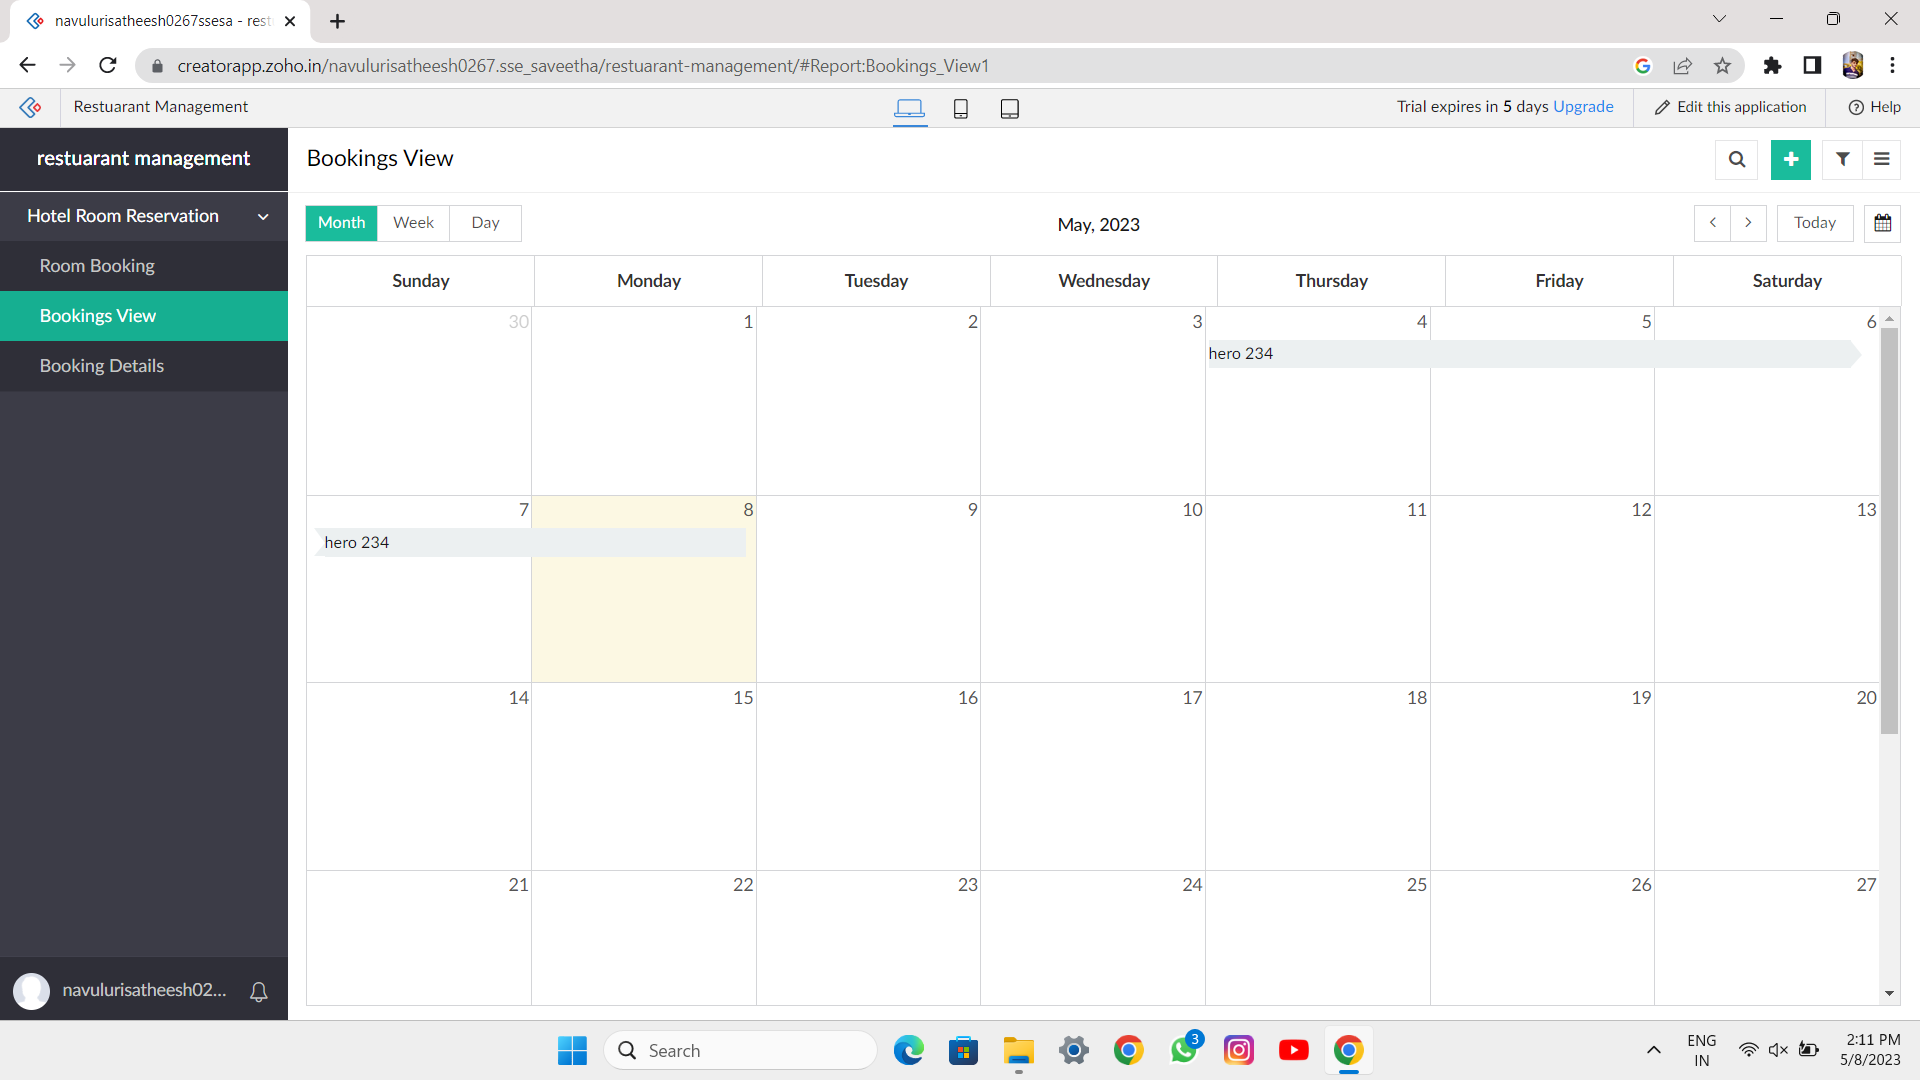 navulurisatheesh0267ssesa - rest
creatorapp.zoho.in/navulurisatheesh0267.sse_saveetha/restuarant-management/#Report:Bookings_View1
Restuarant Management
Trial expires in 5 days Upgrade
Edit this application
Help
restuarant management
Bookings View
Hotel Room Reservation
Room Booking
Bookings View
Booking Details
Month Week Day
May, 2023
Today
Sunday Monday Tuesday Wednesday Thursday Friday Saturday
30 1 2 3 4 5 6
hero 234
7 8 9 10 11 12 13
hero 234
14 15 16 17 18 19 20
21 22 23 24 25 26 27
navulurisatheesh02...
Search
3
ENG
IN
2:11 PM
5/8/2023